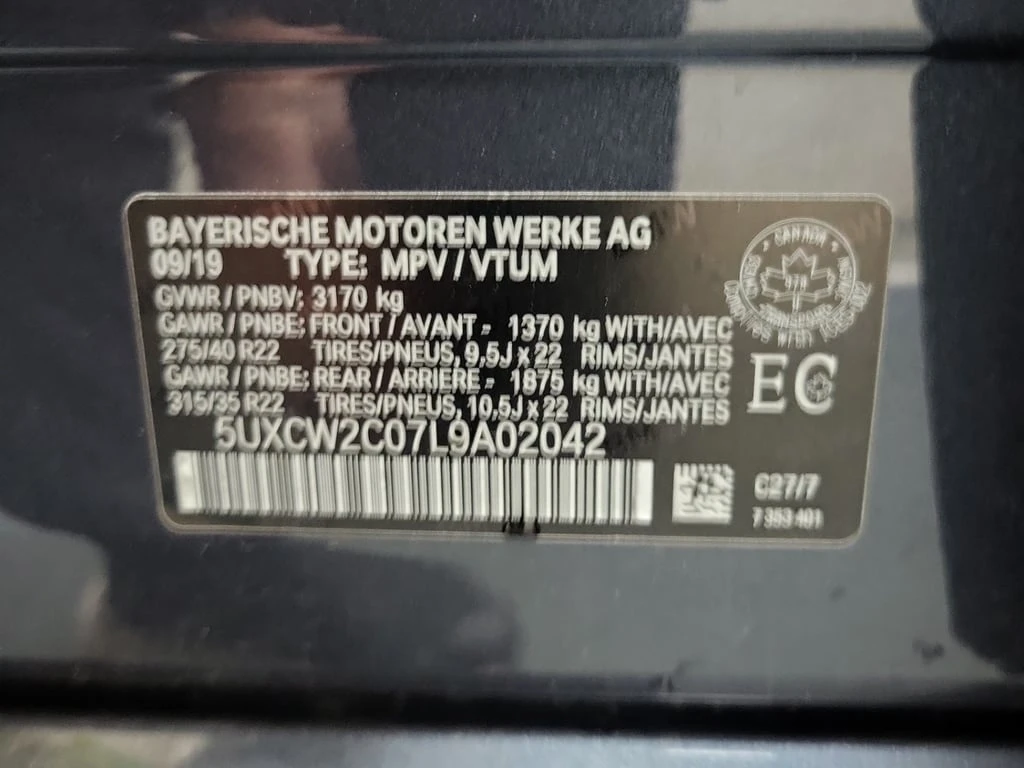 BAYERISCHE MOTOREN WERKE AG
09/19 TYPE: MPV / VTUM
GVWR / PNBV: 3170 kg
GAWR / PNBE: FRONT / AVANT - 1370 kg WITH/AVEC
275/40 R22 TIRES/PNEUS, 9,5J x 22 RIMS/JANTES
GAWR / PNBE: REAR / ARRIERE - 1875 kg WITH/AVEC
315/35 R22 TIRES/PNEUS, 10,5J x 22 RIMS/JANTES
5UXCW2C07L9A02042
CANADA
EC
C27/7
7 353 401